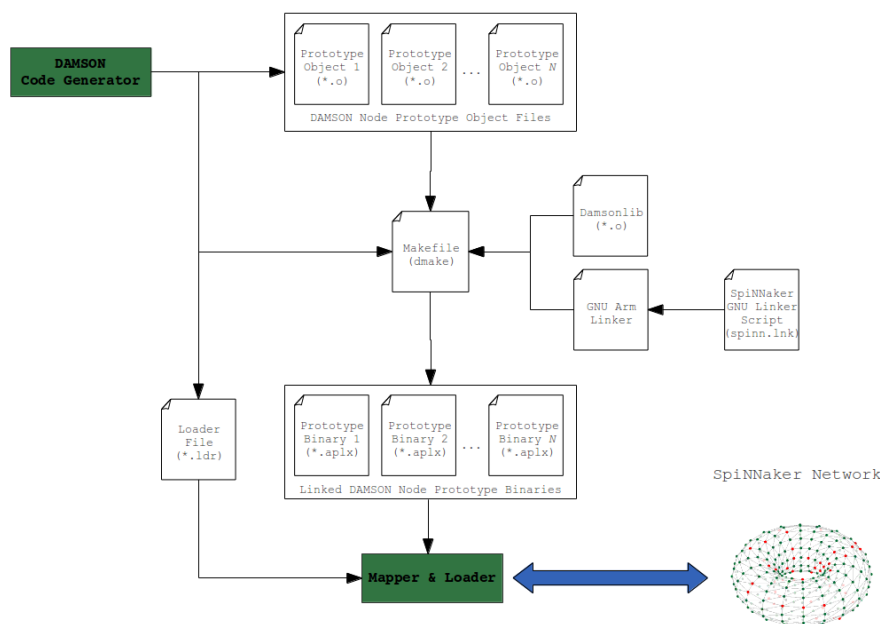 DAMSON
Code Generator
Prototype
Object 1
(*.o)
Prototype
Object 2
(*.o)
...
Prototype
Object N
(*.o)
DAMSON Node Prototype Object Files
Damsonlib
(*.o)
Makefile
(dmake)
GNU Arm
Linker
SpiNNaker
GNU Linker
Script
(spinn.lnk)
Loader
File
(*.ldr)
Prototype
Binary 1
(*.aplx)
Prototype
Binary 2
(*.aplx)
...
Prototype
Binary N
(*.aplx)
Linked DAMSON Node Prototype Binaries
SpiNNaker Network
Mapper & Loader